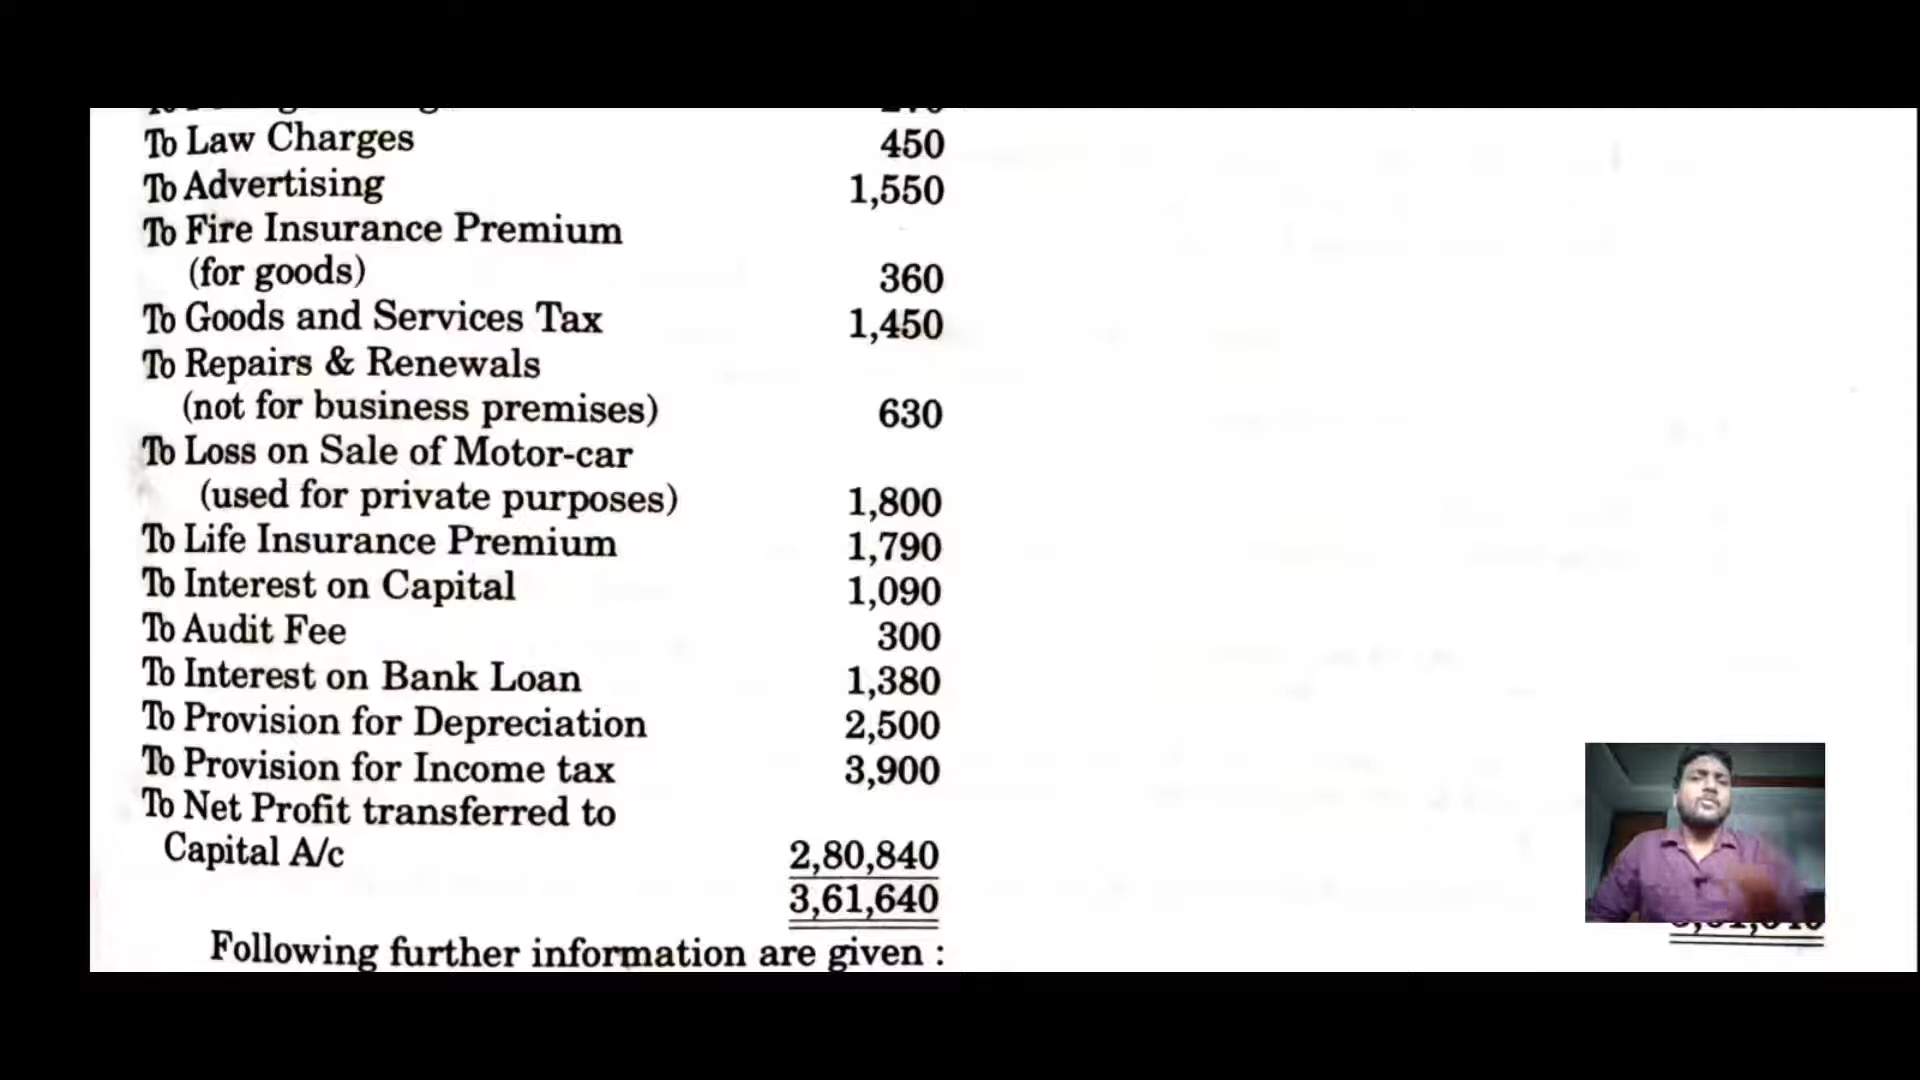 To Law Charges 450
To Advertising 1,550
To Fire Insurance Premium
(for goods) 360
To Goods and Services Tax 1,450
To Repairs & Renewals
(not for business premises) 630
To Loss on Sale of Motor-car
(used for private purposes) 1,800
To Life Insurance Premium 1,790
To Interest on Capital 1,090
To Audit Fee 300
To Interest on Bank Loan 1,380
To Provision for Depreciation 2,500
To Provision for Income tax 3,900
To Net Profit transferred to
Capital A/c 2,80,840
3,61,640
Following further information are given :